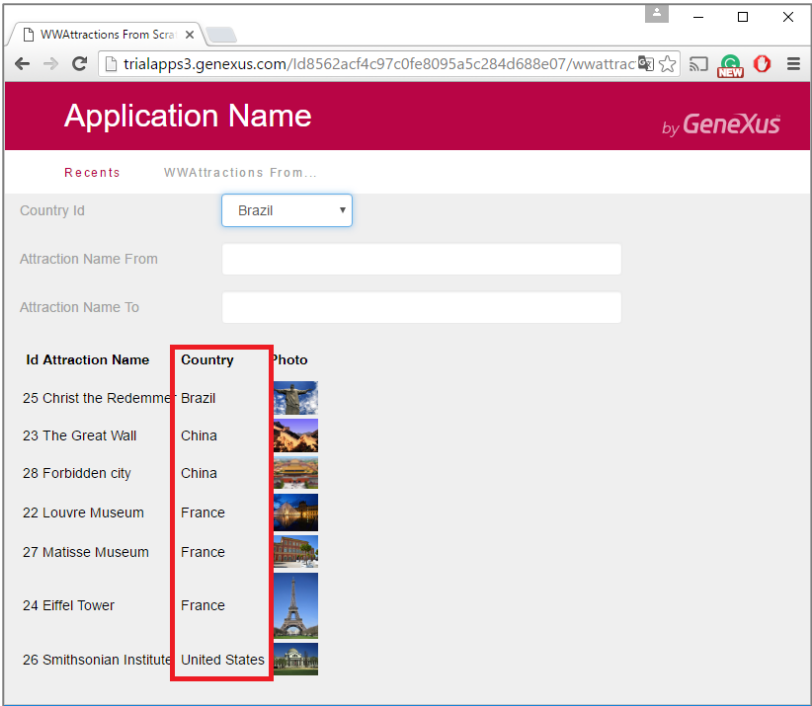 WWAttractions From Scra
trialapps3.genexus.com/Id8562acf4c97c0fe8095a5c284d688e07/wwattrac
NEW
Application Name
by GeneXus
Recents WWAttractions From...
Country Id Brazil
Attraction Name From
Attraction Name To
Id Attraction Name Country Photo
25 Christ the Redemmer Brazil
23 The Great Wall China
28 Forbidden city China
22 Louvre Museum France
27 Matisse Museum France
24 Eiffel Tower France
26 Smithsonian Institute United States